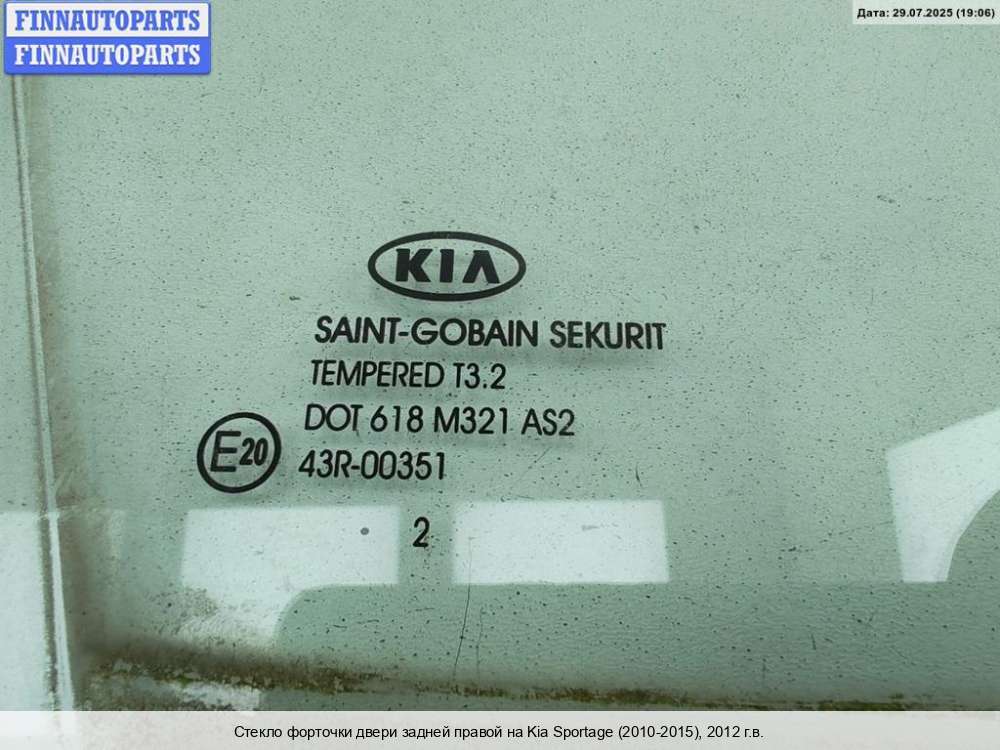 FINNAUTOPARTS
FINNAUTOPARTS
Дата: 29.07.2025 (19:06)
KIA
SAINT-GOBAIN SEKURIT
TEMPERED T3.2
DOT 618 M321 AS2
E20
43R-00351
2
Стекло форточки двери задней правой на Kia Sportage (2010-2015), 2012 г.в.